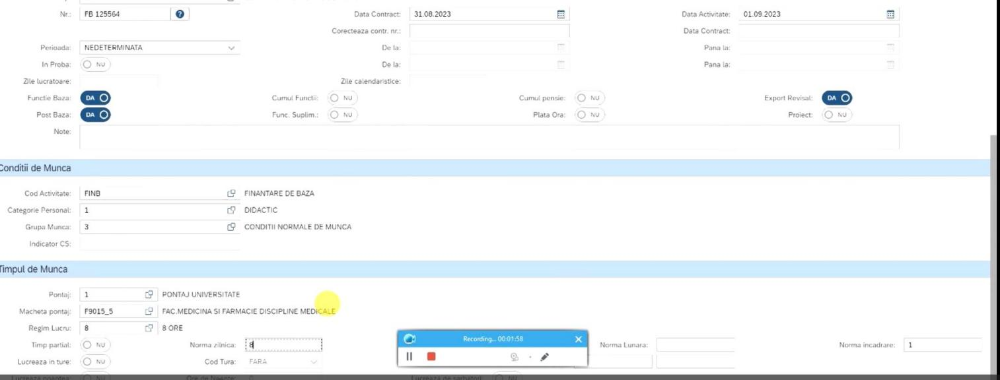 Nr.: FB 125564 ? Data Contract: 31.08.2023 Data Activitate: 01.09.2023
Corecteaza contr. nr.: Data Contract:
Perioada: NEDETERMINATA De la: Pana la:
In Proba: NU De la: Pana la:
Zile lucratoare: Zile calendaristice:
Functie Baza: DA Cumul Functii: NU Cumul pensie: NU Export Revisal: DA
Post Baza: DA Func. Suplim.: NU Plata Ora: NU Proiect: NU
Note:
Conditii de Munca
Cod Activitate: FINB FINANTARE DE BAZA
Categorie Personal: 1 DIDACTIC
Grupa Munca: 3 CONDITII NORMALE DE MUNCA
Indicator CS:
Timpul de Munca
Pontaj: 1 PONTAJ UNIVERSITATE
Macheta pontaj: F9015_5 FAC.MEDICINA SI FARMACIE DISCIPLINE MEDICALE
Regim Lucru: 8 8 ORE
Recording... 00:01:58
Timp partial: NU Norma zilnica: 8 Norma Lunara: Norma incadrare: 1
Lucreaza in ture: NU Cod Tura: FARA
Lucreaza noaptea: NU Ore de Noapte: 0 Lucreaza de sarbatori: NU